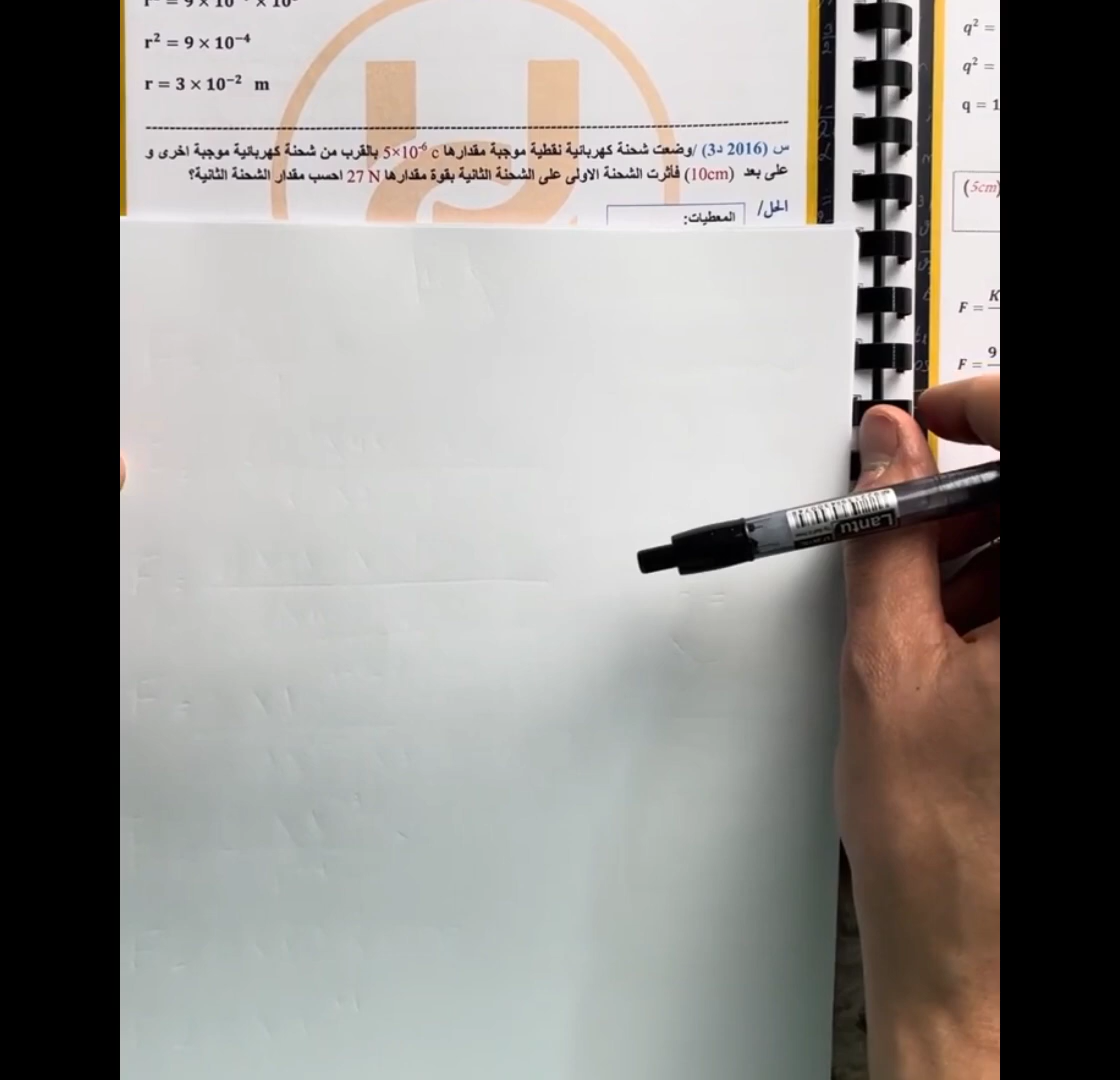 r² = 9 × 10⁻⁴
r = 3 × 10⁻² m
س (2016 د3) /وضعت شحنة كهربائية نقطية موجبة مقدارها 5×10⁻⁶ c بالقرب من شحنة كهربائية موجبة اخرى و
على بعد (10cm) فأثرت الشحنة الاولى على الشحنة الثانية بقوة مقدارها 27 N احسب مقدار الشحنة الثانية؟
الحل/
المعطيات:
q² =
q² =
q = 1
(5cm)
F = K
F = 9
Lantu